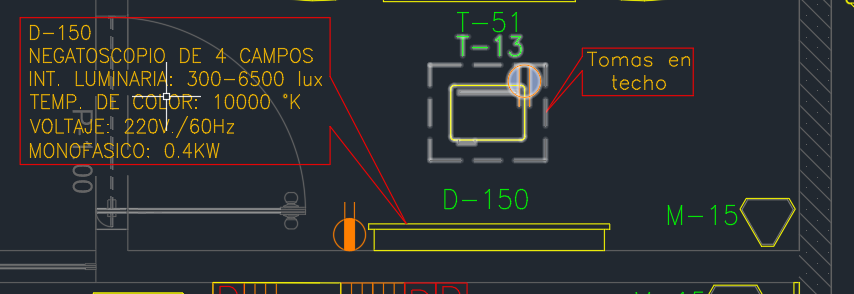 T-51
T-13
D-150
NEGATOSCOPIO DE 4 CAMPOS
INT. LUMINARIA: 300-6500 lux
TEMP. DE COLOR: 10000 °K
VOLTAJE: 220V./60Hz
MONOFASICO: 0.4KW
Tomas en
techo
D-150
M-15